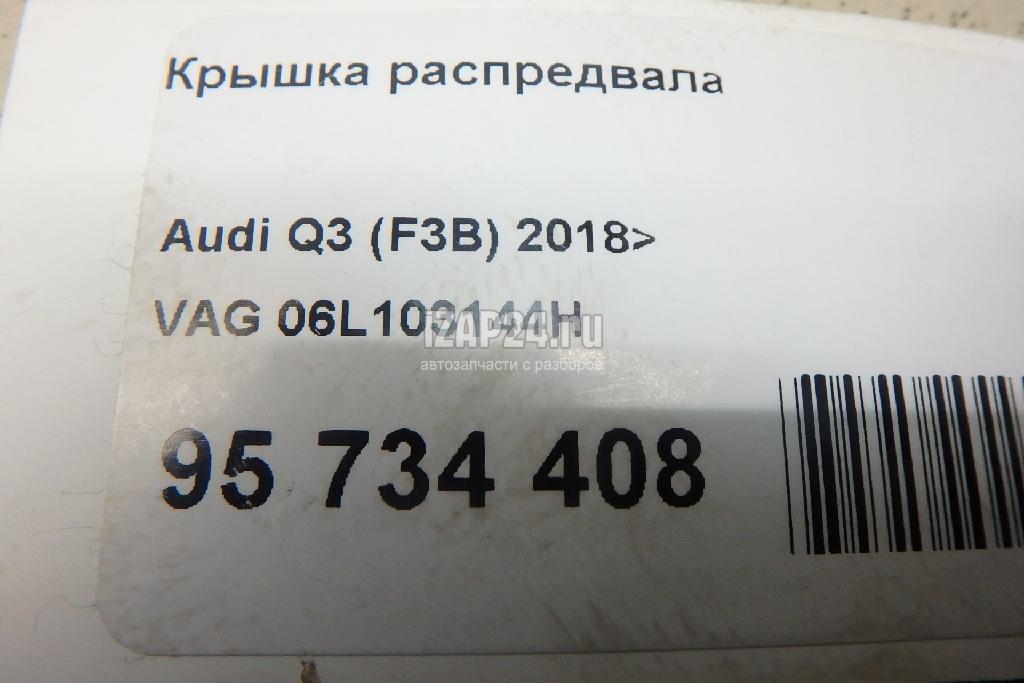 Крышка распредвала
Audi Q3 (F3B) 2018>
VAG 06L103144H
iZAP24.ru
автозапчасти с разборов
95 734 408